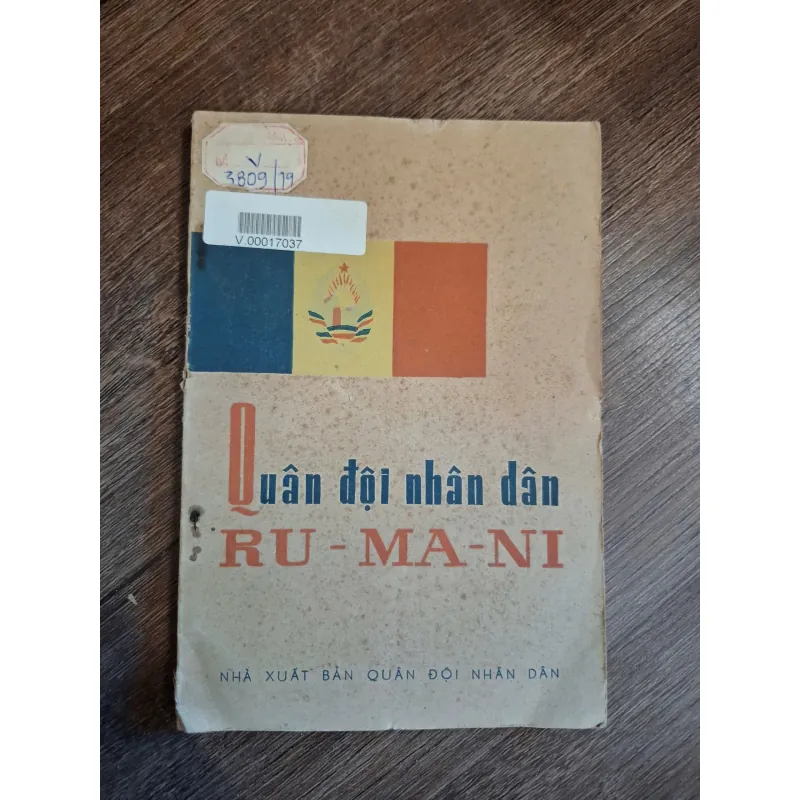 V
3809/79
V.00017037
Quân đội nhân dân
RU-MA-NI
NHÀ XUẤT BẢN QUÂN ĐỘI NHÂN DÂN